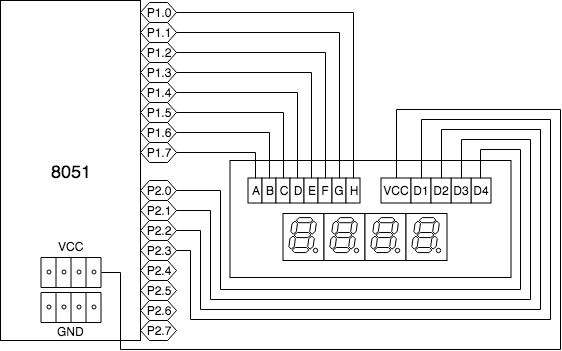 P1.0
P1.1
P1.2
P1.3
P1.4
P1.5
P1.6
P1.7
8051
A B C D E F G H VCC D1 D2 D3 D4
P2.0
P2.1
P2.2
P2.3
P2.4
P2.5
P2.6
P2.7
VCC
GND